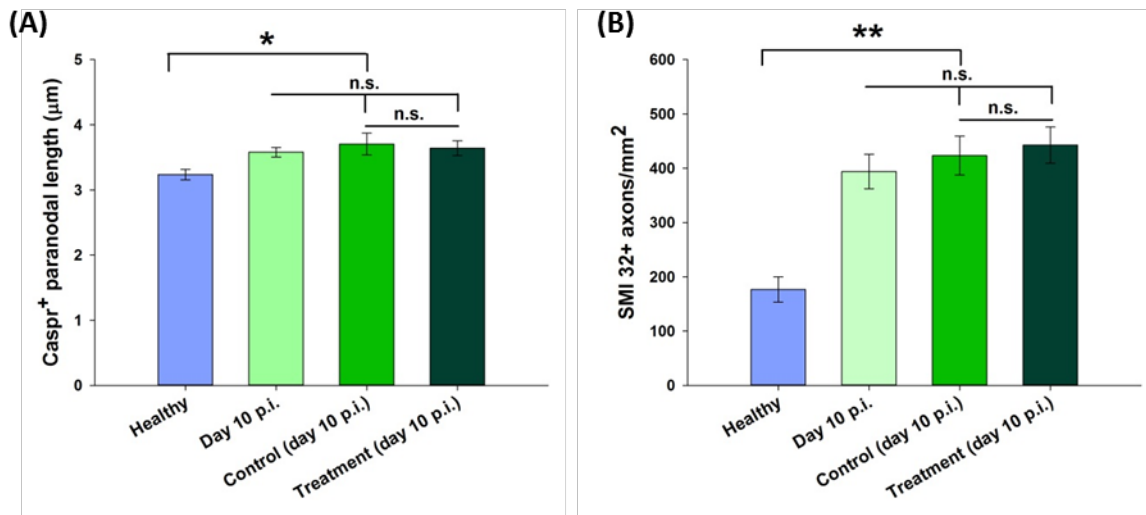 (A)
*
n.s.
n.s.
5
4
3
2
1
0
Caspr+ paranodal length (μm)
Healthy
Day 10 p.i.
Control (day 10 p.i.)
Treatment (day 10 p.i.)
(B)
**
n.s.
n.s.
600
500
400
300
200
100
0
SMI 32+ axons/mm2
Healthy
Day 10 p.i.
Control (day 10 p.i.)
Treatment (day 10 p.i.)